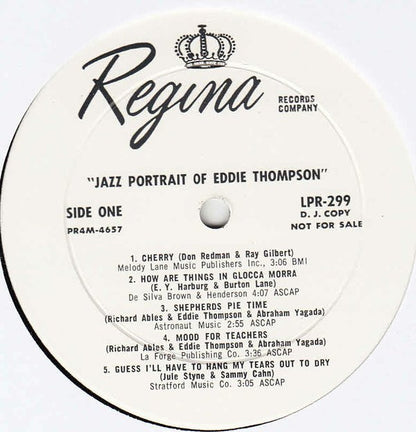 Regina
RECORDS
COMPANY
"JAZZ PORTRAIT OF EDDIE THOMPSON"
SIDE ONE
PR4M-4657
LPR-299
D. J. COPY
NOT FOR SALE
1. CHERRY (Don Redman & Ray Gilbert)
Melody Lane Music Publishers Inc., 3:06 BMI
2. HOW ARE THINGS IN GLOCCA MORRA
(E. Y. Harburg & Burton Lane)
De Silva Brown & Henderson 4:07 ASCAP
3. SHEPHERDS PIE TIME
(Richard Ables & Eddie Thompson & Abraham Yagada)
Astronaut Music 2:55 ASCAP
4. MOOD FOR TEACHERS
(Richard Ables & Eddie Thompson & Abraham Yagada)
La Forge Publishing Co. 3:36 ASCAP
5. GUESS I'LL HAVE TO HANG MY TEARS OUT TO DRY
(Jule Styne & Sammy Cahn)
Stratford Music Co. 3:05 ASCAP